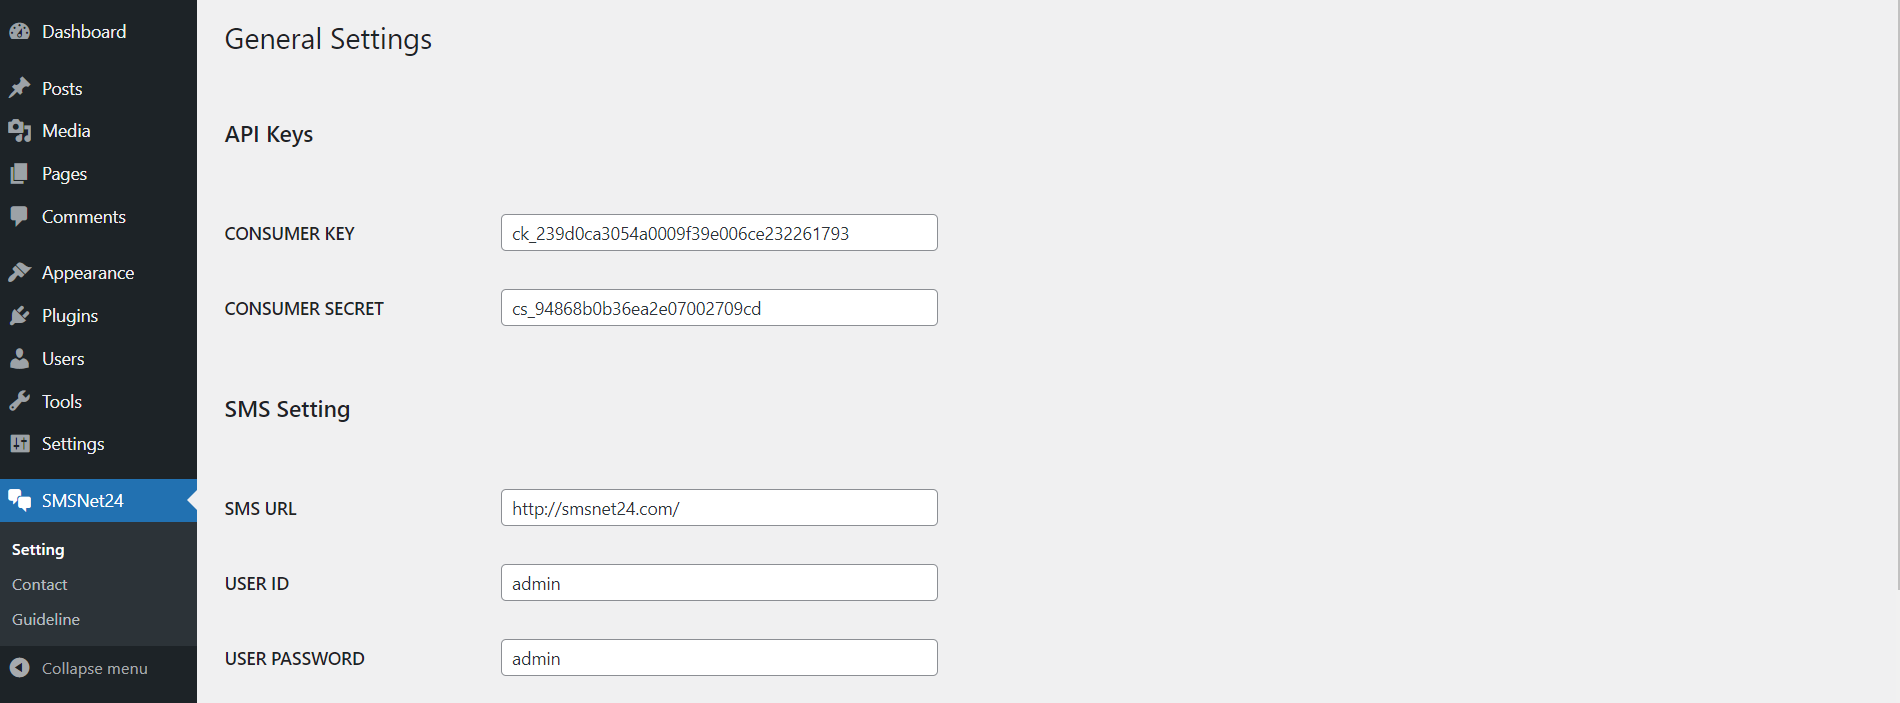 Dashboard
Posts
Media
Pages
Comments
Appearance
Plugins
Users
Tools
Settings
SMSNet24
Setting
Contact
Guideline
Collapse menu
General Settings
API Keys
CONSUMER KEY ck_239d0ca3054a0009f39e006ce232261793
CONSUMER SECRET cs_94868b0b36ea2e07002709cd
SMS Setting
SMS URL http://smsnet24.com/
USER ID admin
USER PASSWORD admin